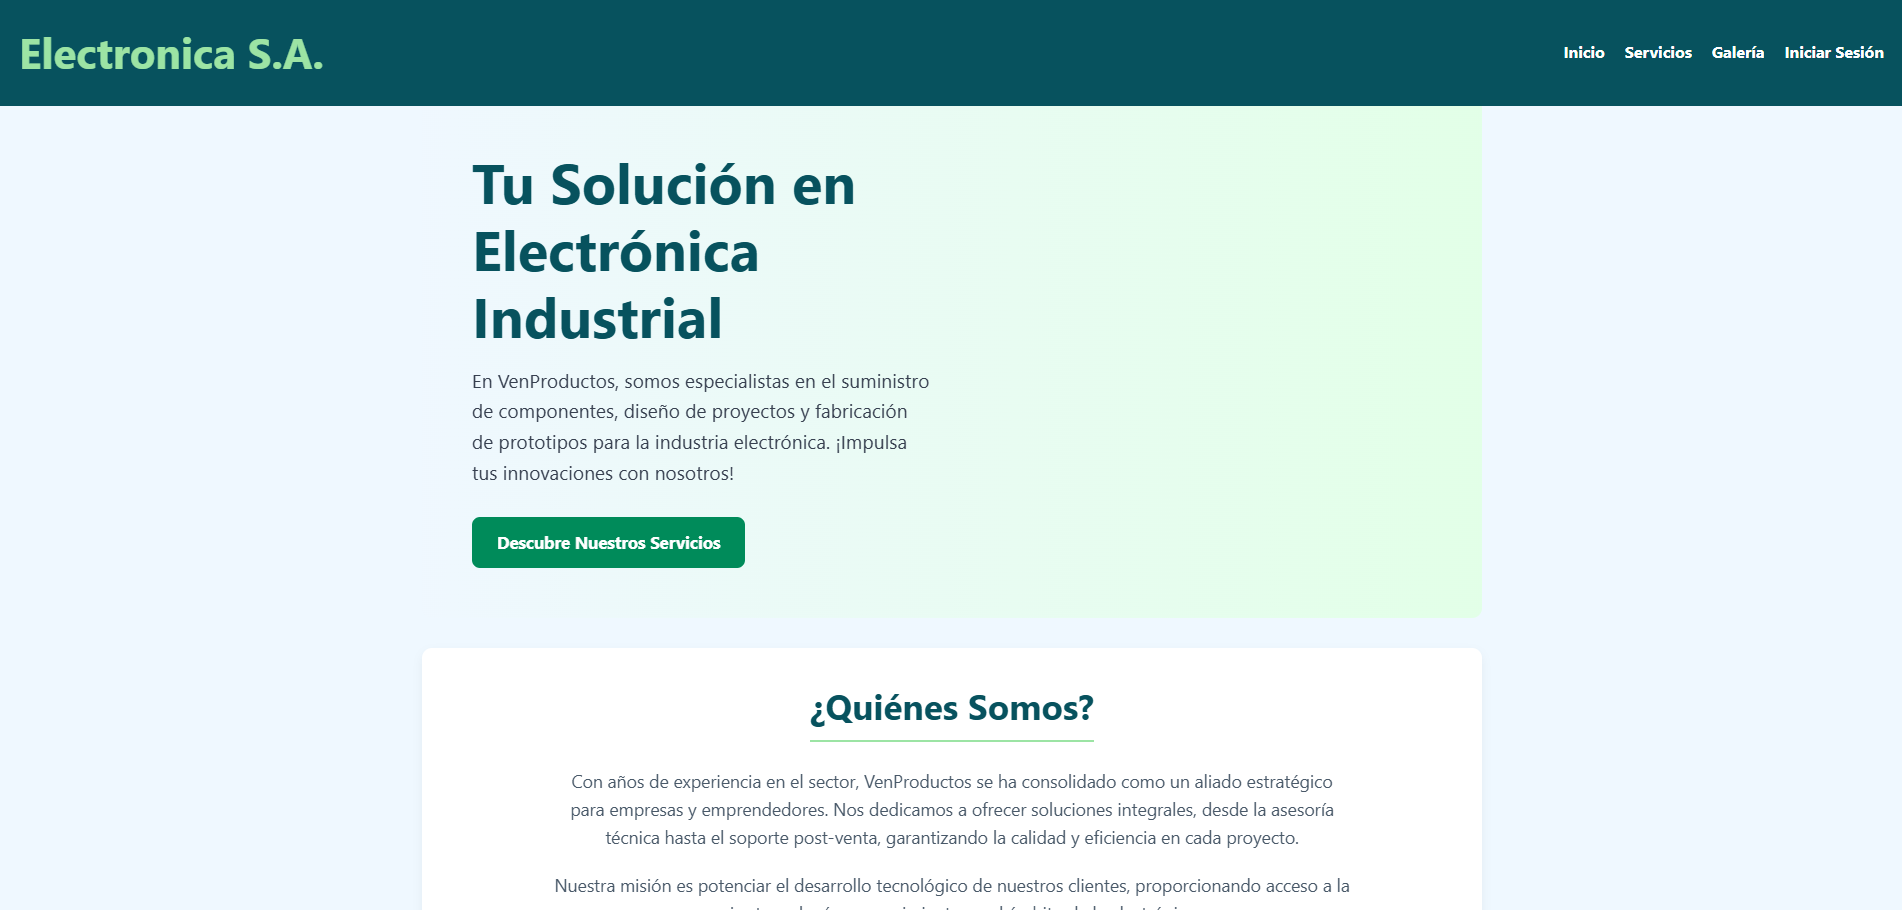 Electronica S.A.
Inicio Servicios Galería Iniciar Sesión
Tu Solución en
Electrónica
Industrial
En VenProductos, somos especialistas en el suministro
de componentes, diseño de proyectos y fabricación
de prototipos para la industria electrónica. ¡Impulsa
tus innovaciones con nosotros!
Descubre Nuestros Servicios
¿Quiénes Somos?
Con años de experiencia en el sector, VenProductos se ha consolidado como un aliado estratégico
para empresas y emprendedores. Nos dedicamos a ofrecer soluciones integrales, desde la asesoría
técnica hasta el soporte post-venta, garantizando la calidad y eficiencia en cada proyecto.
Nuestra misión es potenciar el desarrollo tecnológico de nuestros clientes, proporcionando acceso a la